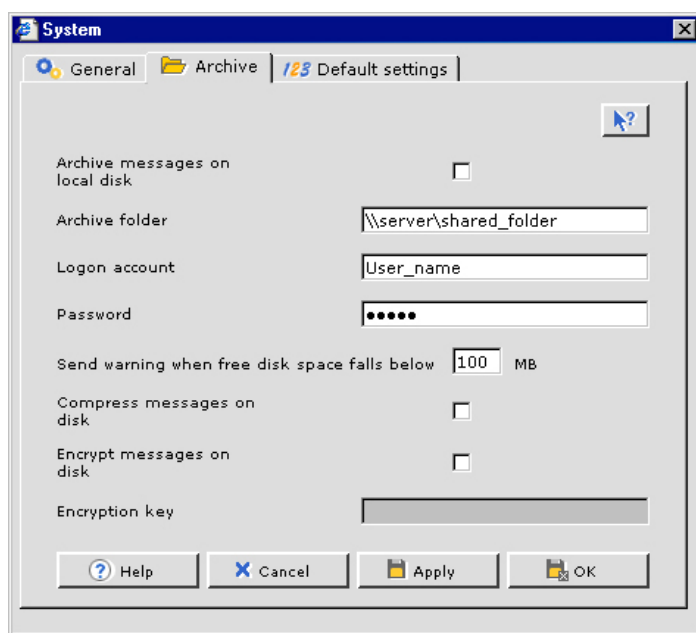 System
General
Archive
123 Default settings
?
Archive messages on
local disk
Archive folder
\\server\shared_folder
Logon account
User_name
Password
•••••
Send warning when free disk space falls below 100 MB
Compress messages on
disk
Encrypt messages on
disk
Encryption key
? Help
Cancel
Apply
OK